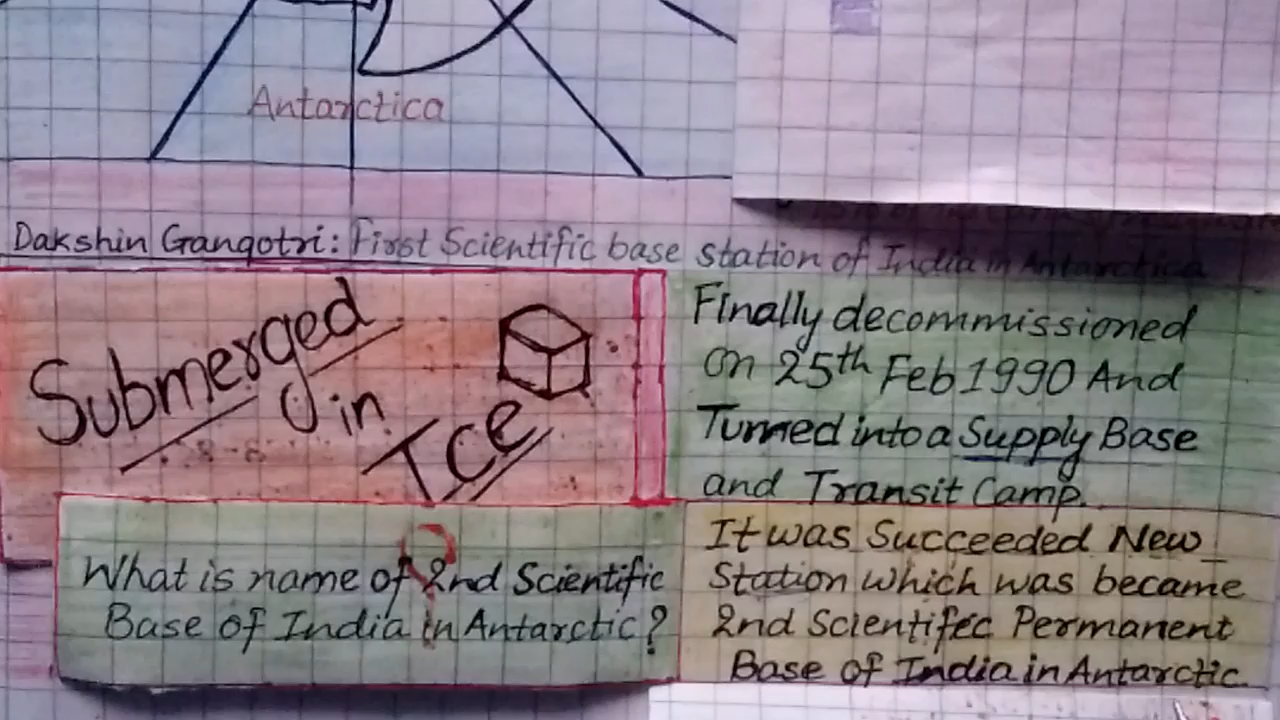 Antarctica
Dakshin Gangotri: First Scientific base station of India in Antarctica
Submerged
in
Ice
Finally decommissioned
on 25th Feb 1990 And
Turned into a Supply Base
and Transit Camp.
What is name of 2nd Scientific
Base of India in Antarctic?
It was Succeeded New
Station which was became
2nd Scientifec Permanent
Base of India in Antarctic.